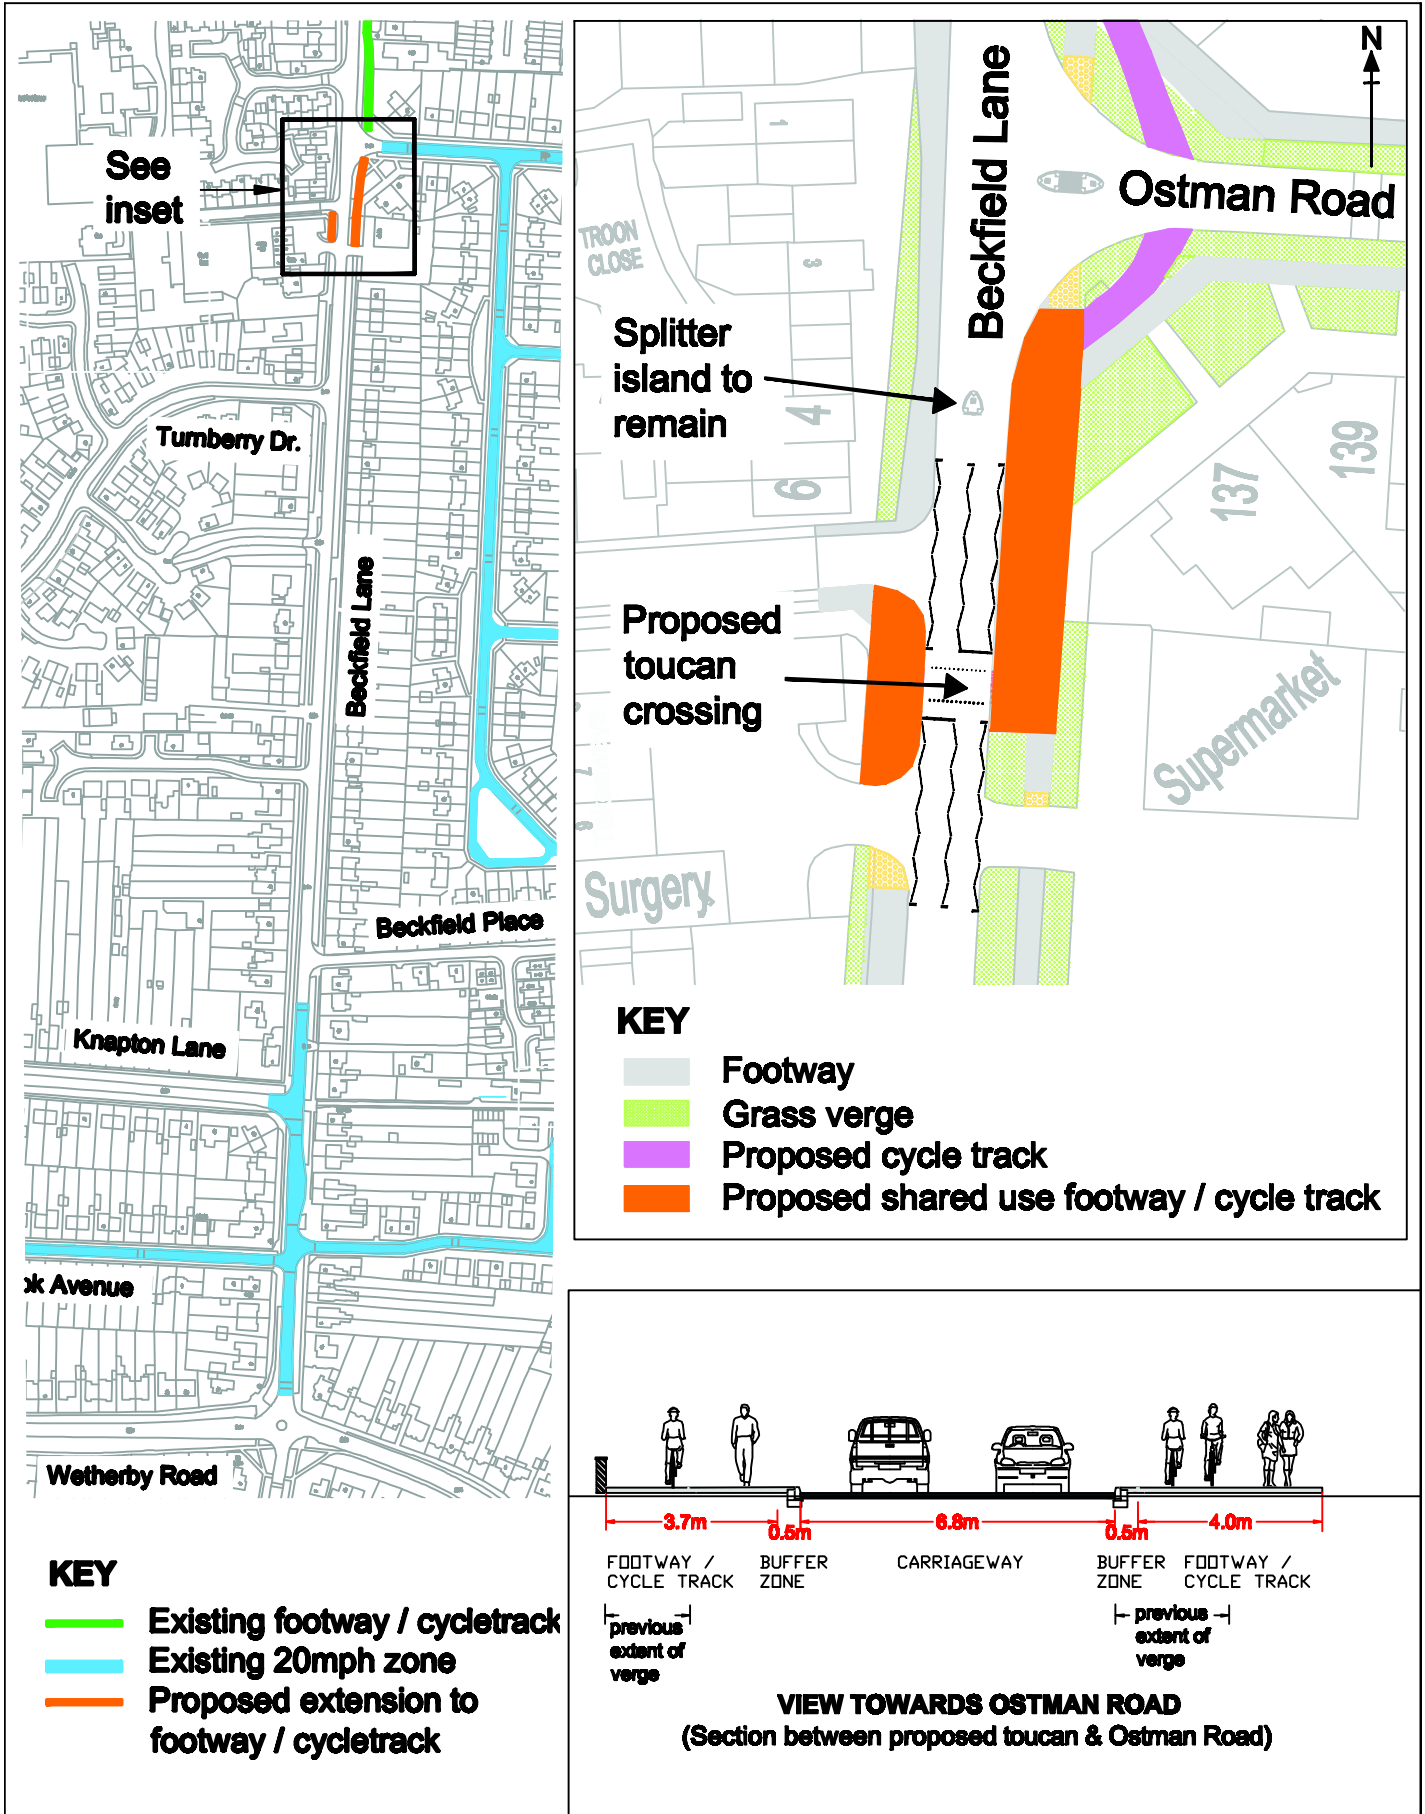 See
inset
Turnberry Dr.
Beckfield Lane
Beckfield Place
Knapton Lane
ok Avenue
Wetherby Road
KEY
Existing footway / cycletrack
Existing 20mph zone
Proposed extension to
footway / cycletrack
N
Beckfield Lane
Ostman Road
1
3
TROON
CLOSE
Splitter
island to
remain
4
6
137
139
Proposed
toucan
crossing
Supermarket
Surgery
KEY
Footway
Grass verge
Proposed cycle track
Proposed shared use footway / cycle track
3.7m
0.5m
6.8m
0.5m
4.0m
FOOTWAY /
CYCLE TRACK
BUFFER
ZONE
CARRIAGEWAY
BUFFER
ZONE
FOOTWAY /
CYCLE TRACK
previous
extent of
verge
previous
extent of
verge
VIEW TOWARDS OSTMAN ROAD
(Section between proposed toucan & Ostman Road)